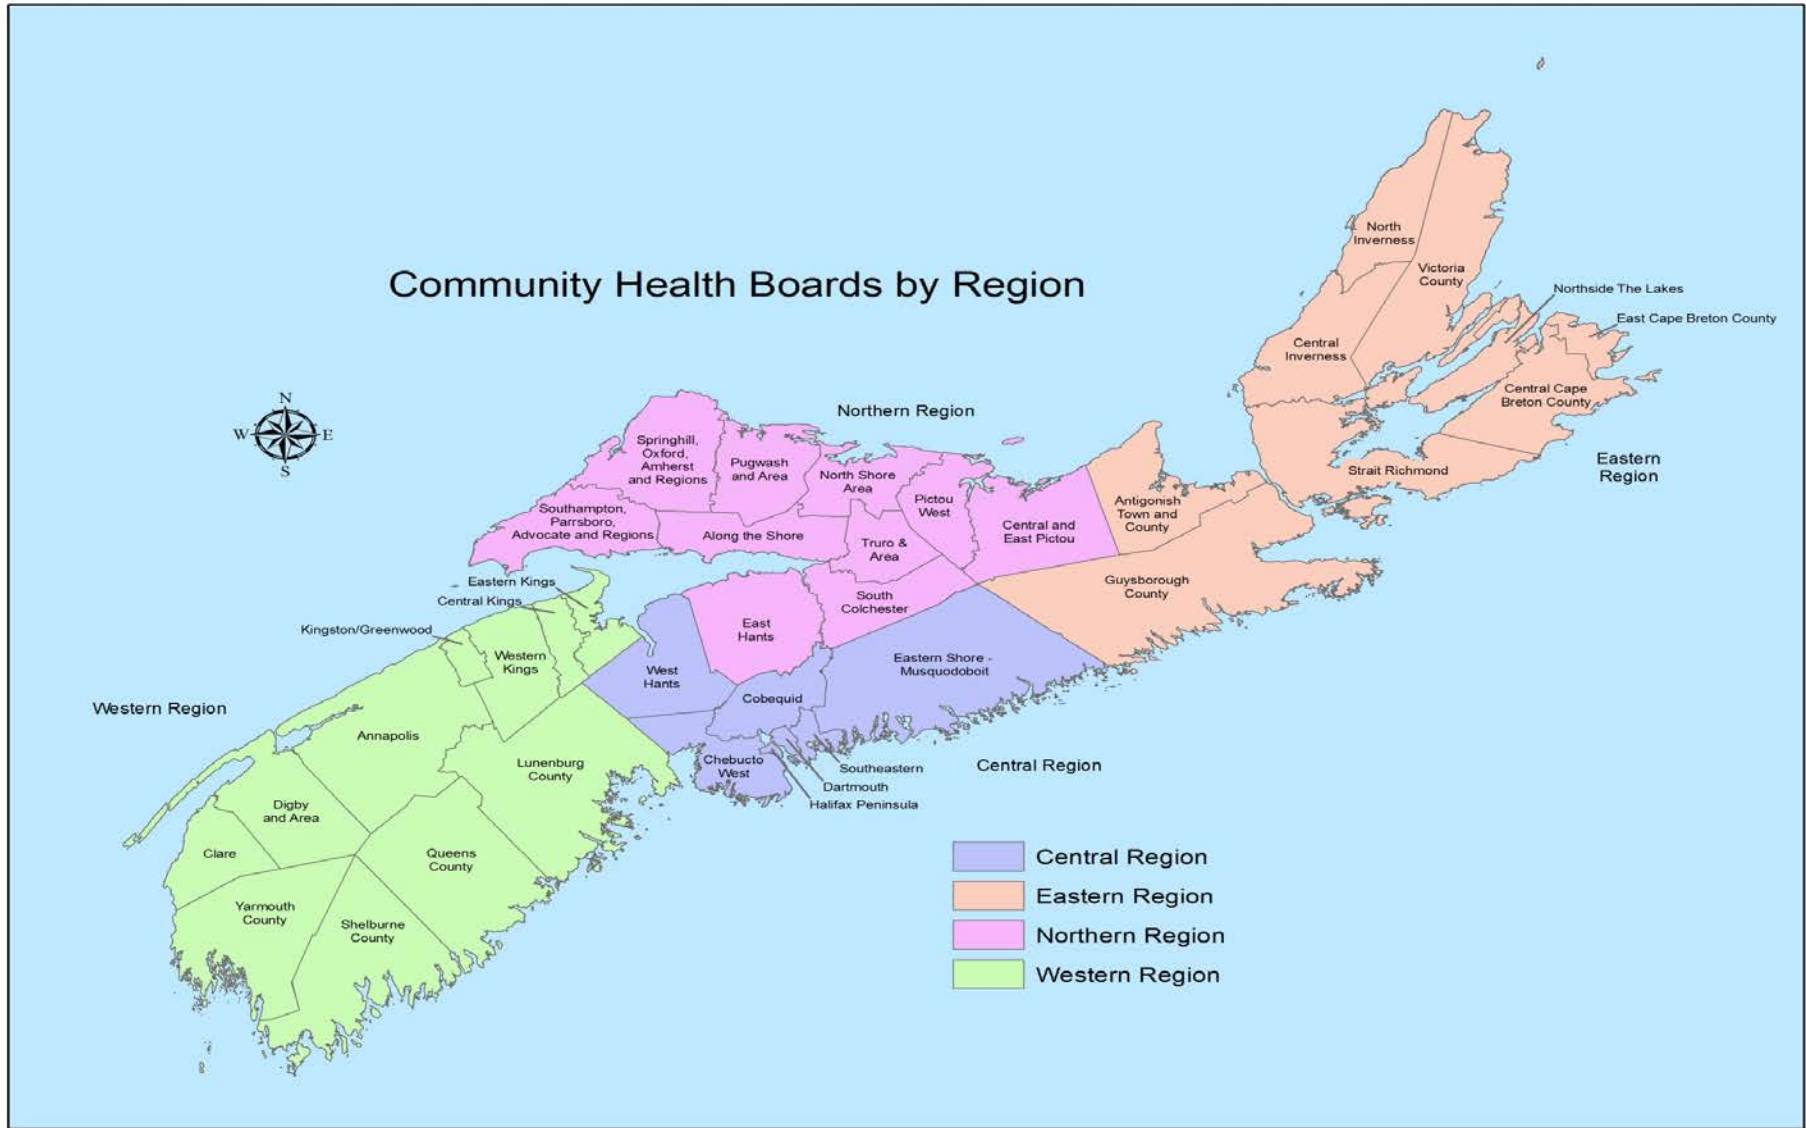 Community Health Boards by Region
N
W
E
S
Northern Region
Eastern
Region
Western Region
Central Region
North
Inverness
Victoria
County
Northside The Lakes
East Cape Breton County
Central
Inverness
Central Cape
Breton County
Strait Richmond
Springhill,
Oxford,
Amherst
and Regions
Pugwash
and Area
North Shore
Area
Pictou
West
Antigonish
Town and
County
Southampton,
Parrsboro,
Advocate and Regions
Along the Shore
Truro &
Area
Central and
East Pictou
Guysborough
County
Eastern Kings
Central Kings
South
Colchester
Kingston/Greenwood
East
Hants
Western
Kings
West
Hants
Eastern Shore -
Musquodoboit
Cobequid
Annapolis
Lunenburg
County
Chebucto
West
Southeastern
Dartmouth
Halifax Peninsula
Digby
and Area
Clare
Queens
County
Yarmouth
County
Shelburne
County
Central Region
Eastern Region
Northern Region
Western Region